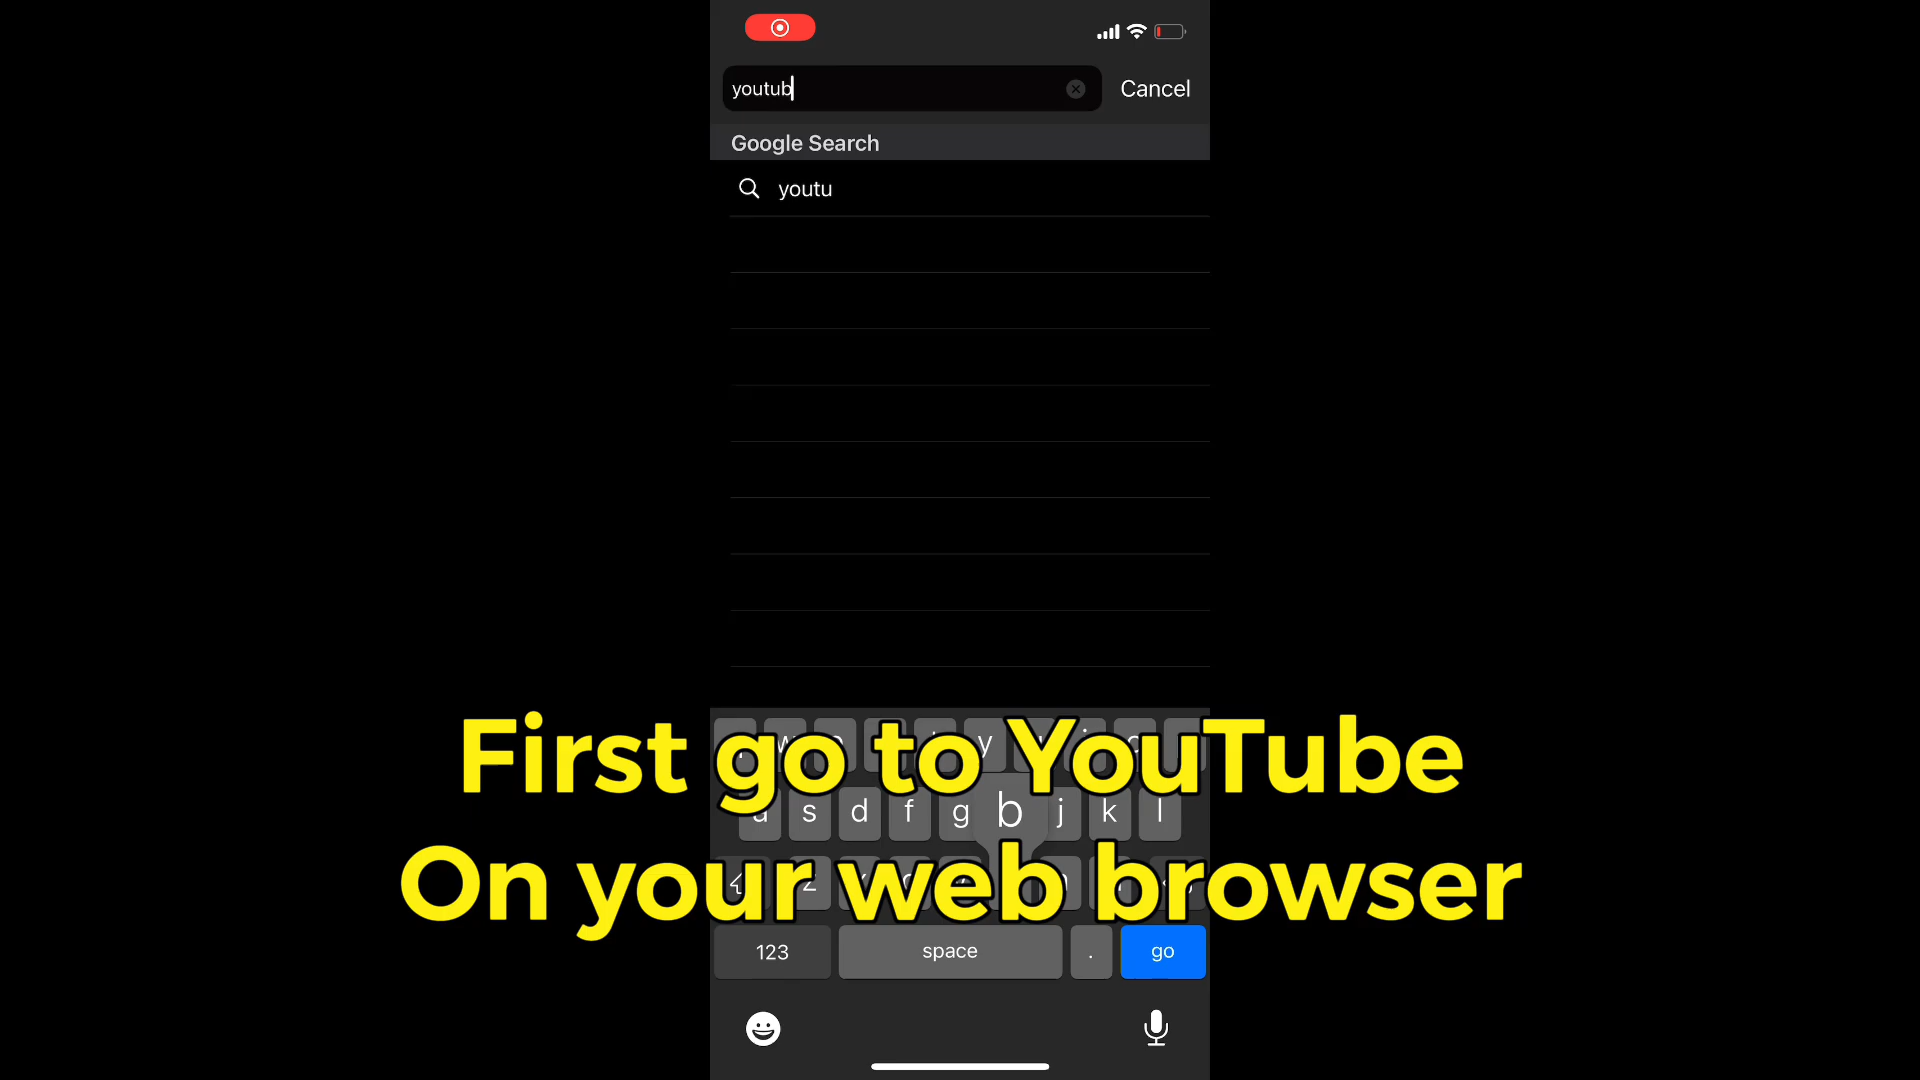 youtub
Cancel
Google Search
youtu
First go to YouTube
y
s d f g b j k l
On your web browser
z
123 space . go